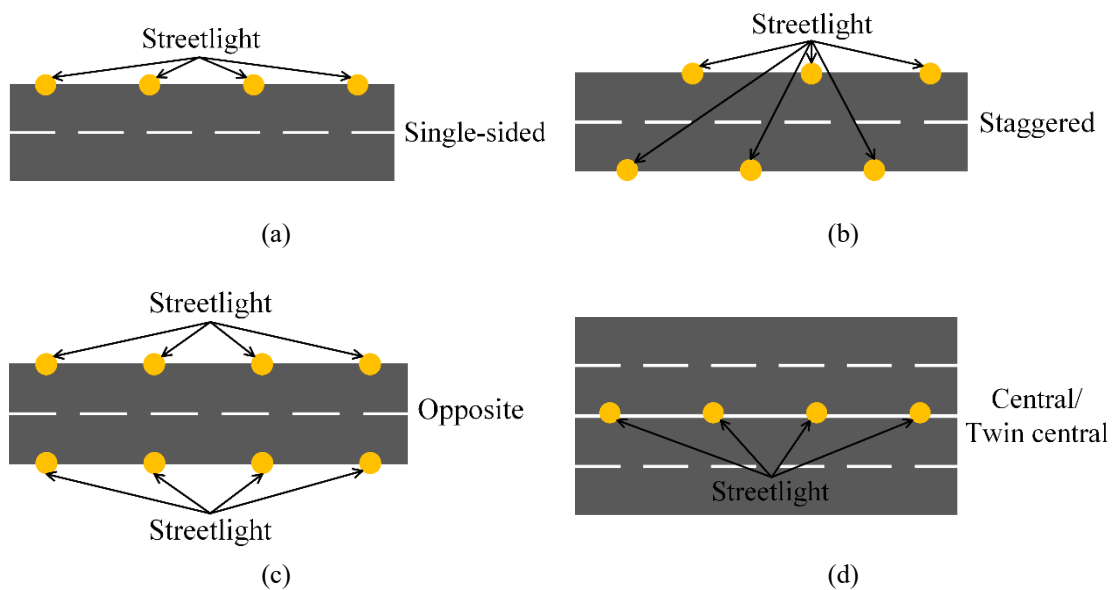 Streetlight
Single-sided
(a)
Streetlight
Staggered
(b)
Streetlight
Opposite
Streetlight
(c)
Central/
Twin central
Streetlight
(d)